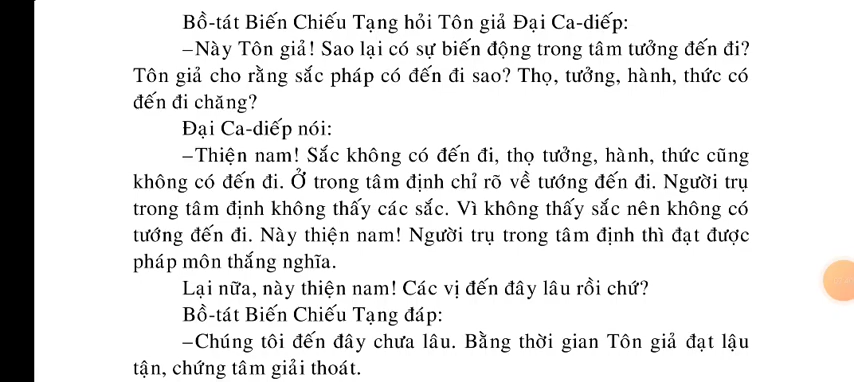 Bồ-tát Biến Chiếu Tạng hỏi Tôn giả Đại Ca-diếp:
–Này Tôn giả! Sao lại có sự biến động trong tâm tưởng đến đi?
Tôn giả cho rằng sắc pháp có đến đi sao? Thọ, tưởng, hành, thức có
đến đi chăng?
Đại Ca-diếp nói:
–Thiện nam! Sắc không có đến đi, thọ tưởng, hành, thức cũng
không có đến đi. Ở trong tâm định chỉ rõ về tướng đến đi. Người trụ
trong tâm định không thấy các sắc. Vì không thấy sắc nên không có
tướng đến đi. Này thiện nam! Người trụ trong tâm định thì đạt được
pháp môn thắng nghĩa.
Lại nữa, này thiện nam! Các vị đến đây lâu rồi chứ?
Bồ-tát Biến Chiếu Tạng đáp:
–Chúng tôi đến đây chưa lâu. Bằng thời gian Tôn giả đạt lậu
tận, chứng tâm giải thoát.